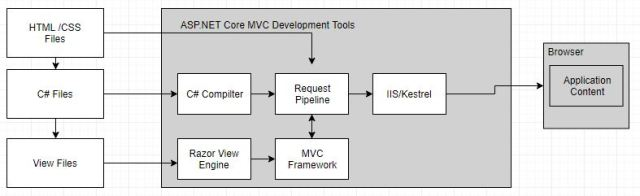 ASP.NET Core MVC Development Tools
HTML /CSS
Files
Browser
C# Files
C# Compilter
Request
Pipeline
IIS/Kestrel
Application
Content
View Files
Razor View
Engine
MVC
Framework